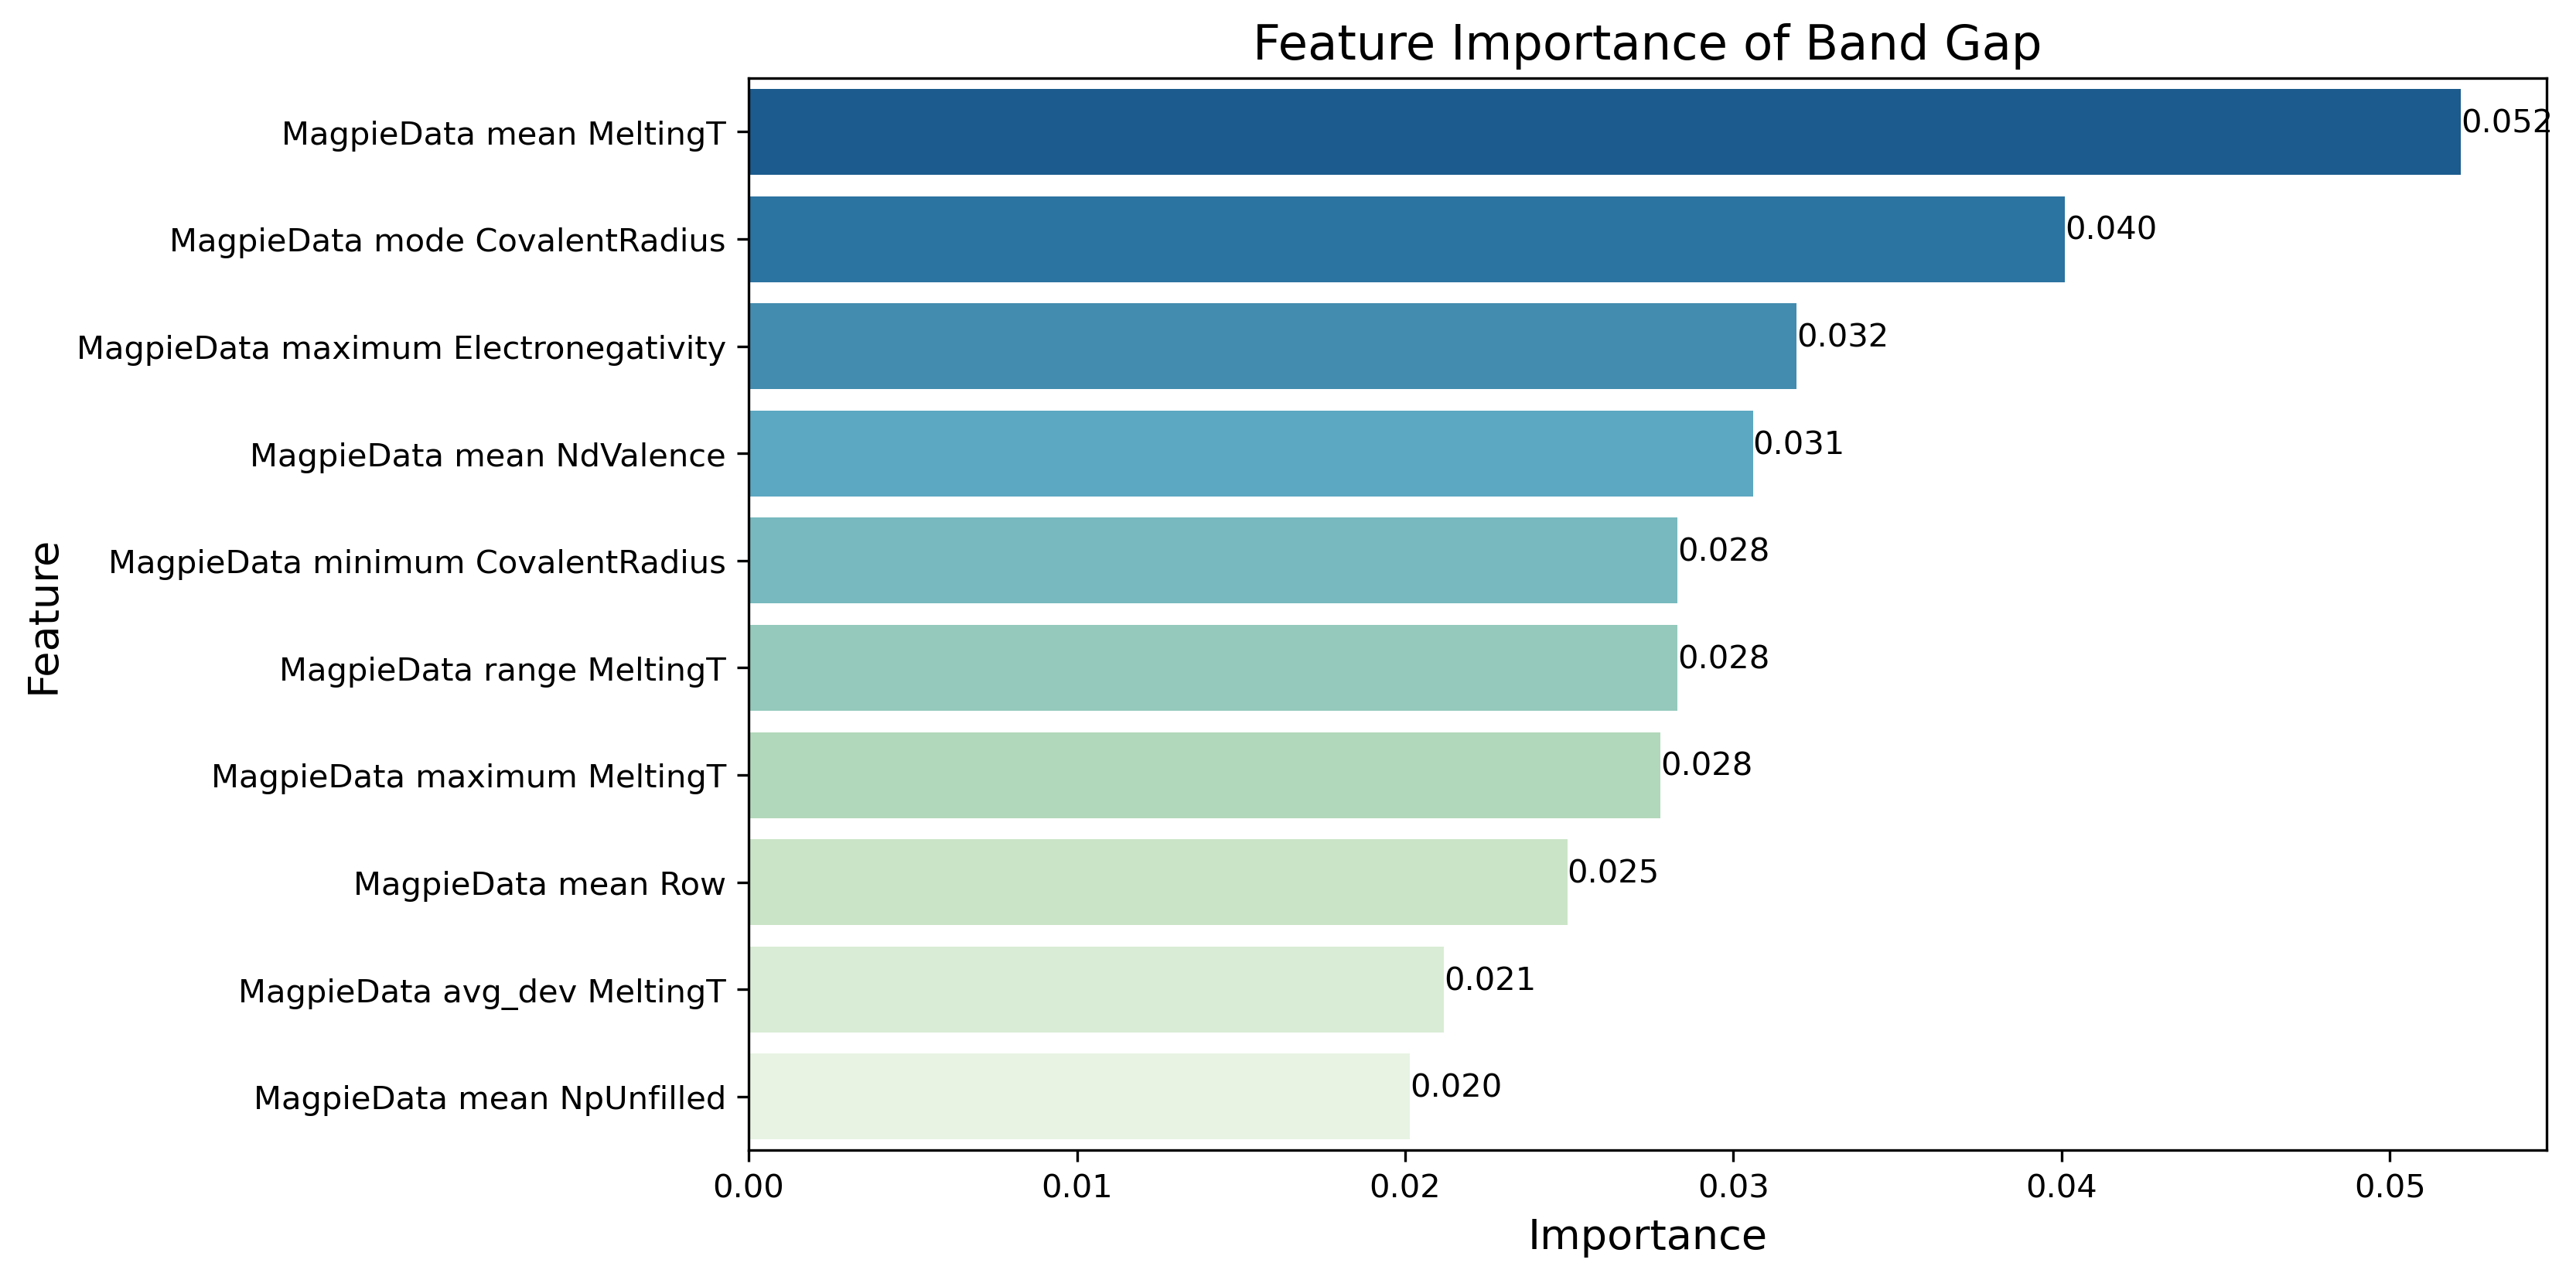 Feature Importance of Band Gap
MagpieData mean MeltingT
0.052
MagpieData mode CovalentRadius
0.040
MagpieData maximum Electronegativity
0.032
MagpieData mean NdValence
0.031
MagpieData minimum CovalentRadius
0.028
MagpieData range MeltingT
0.028
MagpieData maximum MeltingT
0.028
MagpieData mean Row
0.025
MagpieData avg_dev MeltingT
0.021
MagpieData mean NpUnfilled
0.020
Feature
0.00 0.01 0.02 0.03 0.04 0.05
Importance